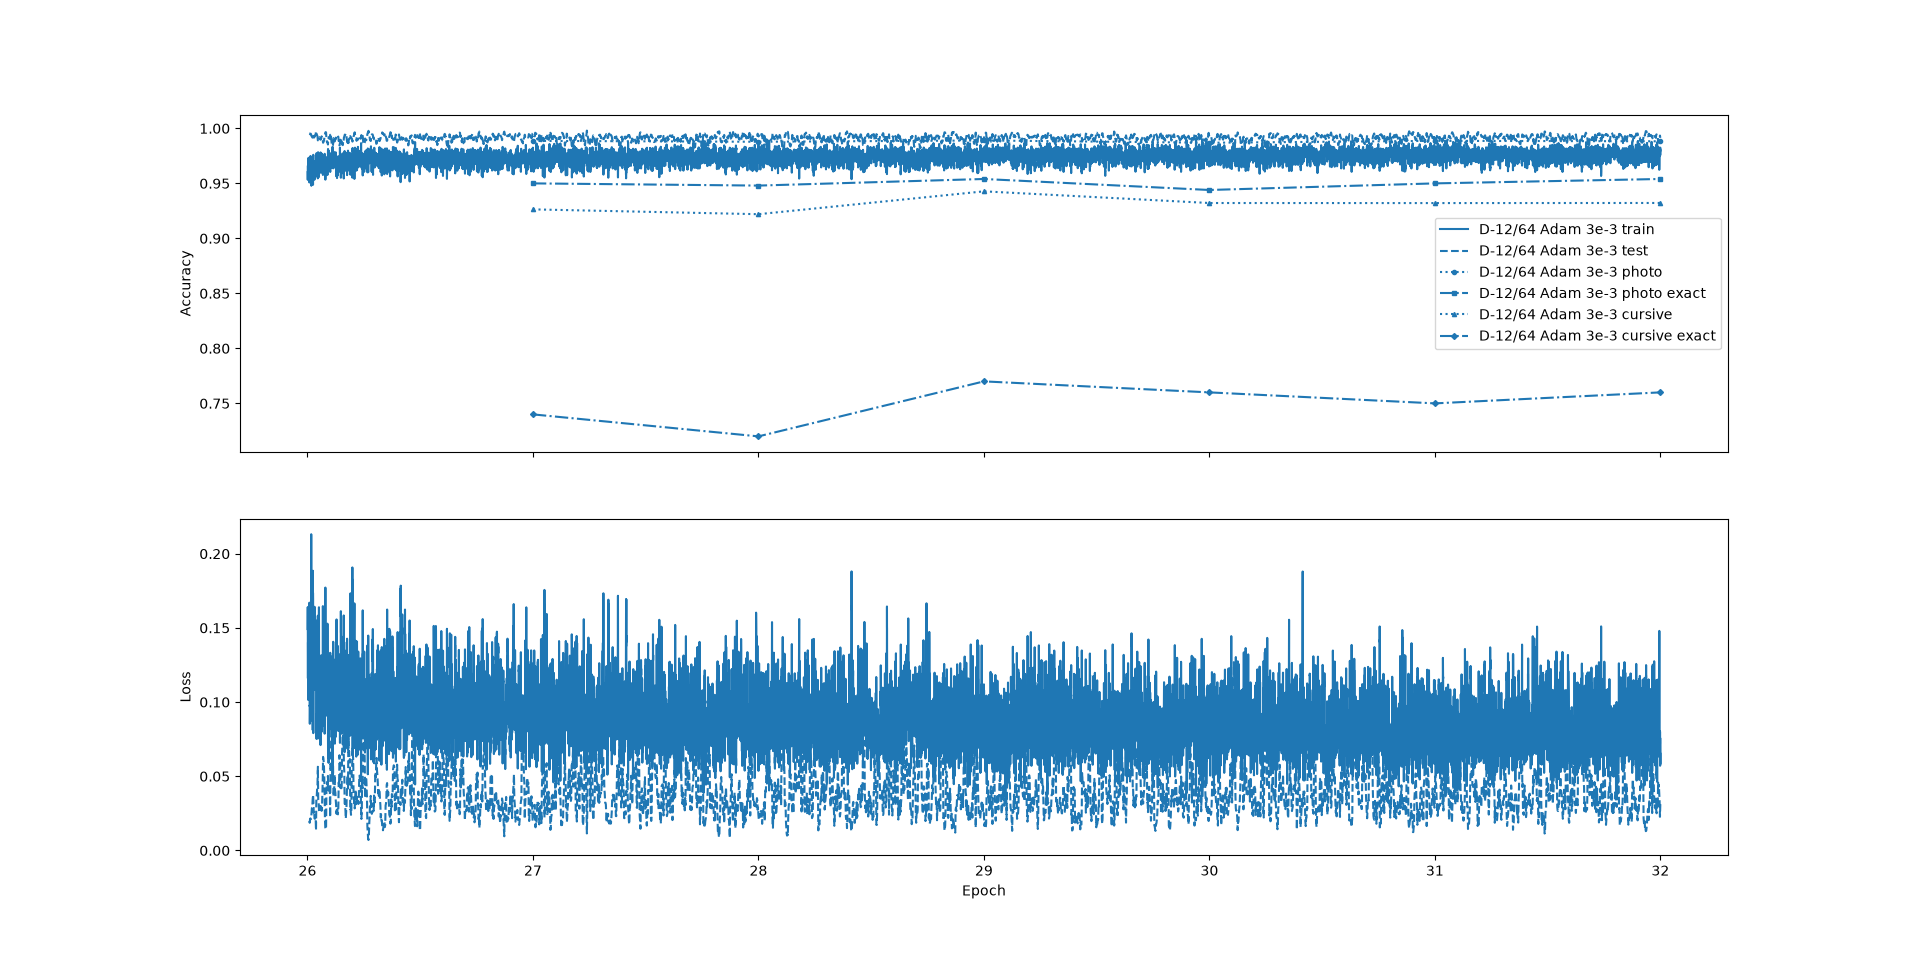 1.00
0.95
0.90
0.85
0.80
0.75
Accuracy
D-12/64 Adam 3e-3 train
D-12/64 Adam 3e-3 test
D-12/64 Adam 3e-3 photo
D-12/64 Adam 3e-3 photo exact
D-12/64 Adam 3e-3 cursive
D-12/64 Adam 3e-3 cursive exact
0.20
0.15
0.10
0.05
0.00
Loss
26 27 28 29 30 31 32
Epoch